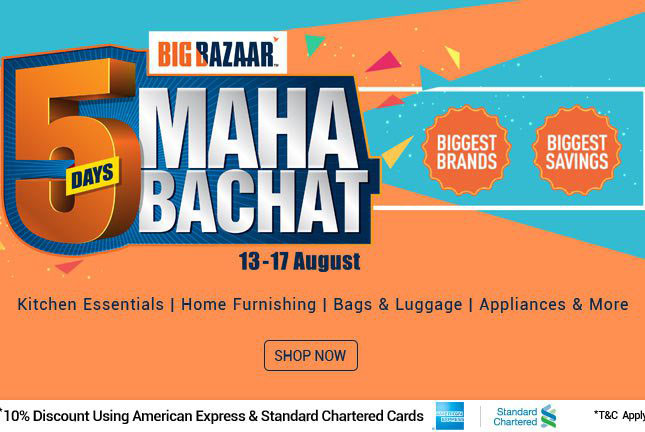 BIG BAZAAR™
5
DAYS
MAHA
BACHAT
13-17 August
BIGGEST
BRANDS
BIGGEST
SAVINGS
Kitchen Essentials | Home Furnishing | Bags & Luggage | Appliances & More
SHOP NOW
*10% Discount Using American Express & Standard Chartered Cards
AMERICAN
EXPRESS
Standard
Chartered
*T&C Apply